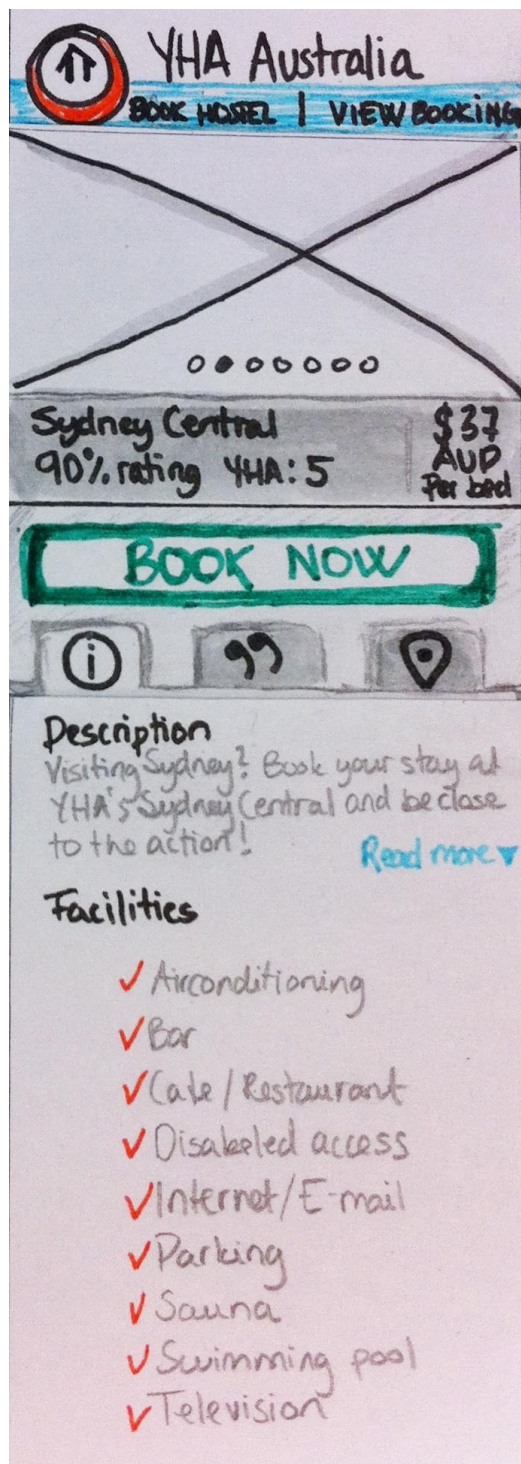 YHA Australia
BOOK HOSTEL | VIEW BOOKING
Sydney Central
90% rating YHA: 5
$37
AUD
Per bed
BOOK NOW
i
99
Description
Visiting Sydney? Book your stay at
YHA's Sydney Central and be close
to the action!
Read more
Facilities
Airconditioning
Bar
Cafe / Restaurant
Disabeled access
Internet/E-mail
Parking
Sauna
Swimming pool
Television